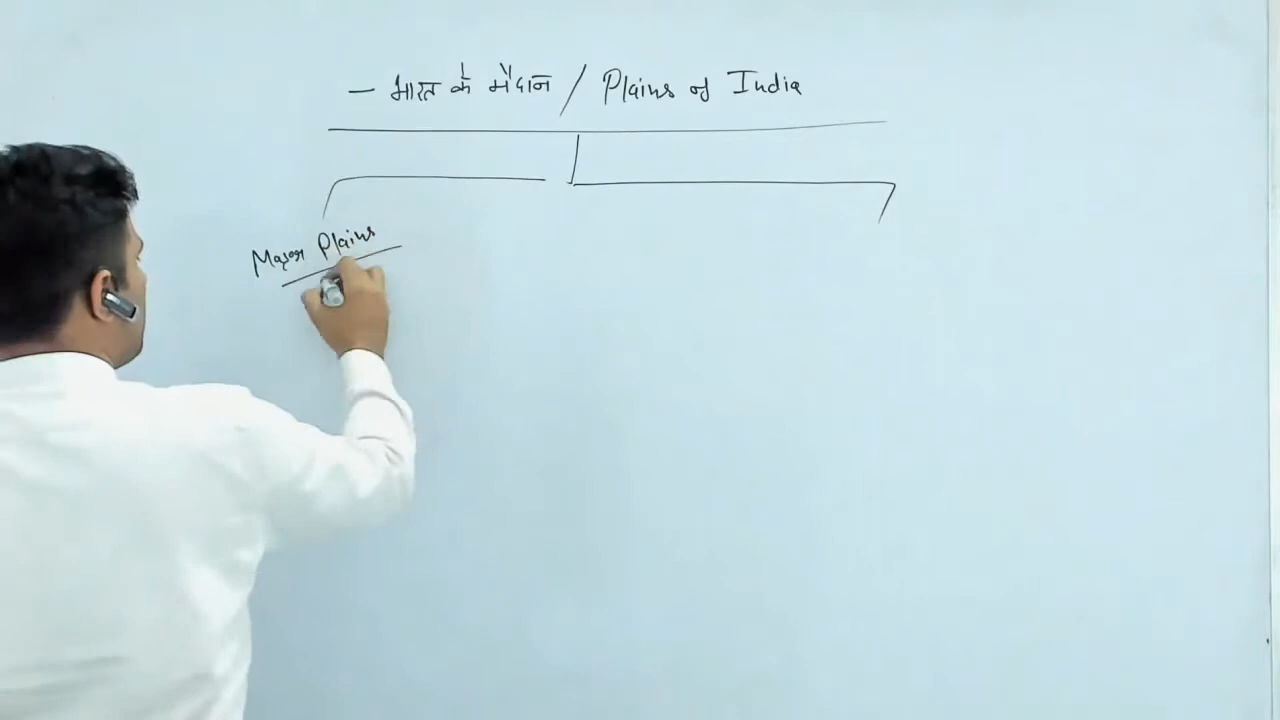 – भारत के मैदान / Plains of India
Major Plains